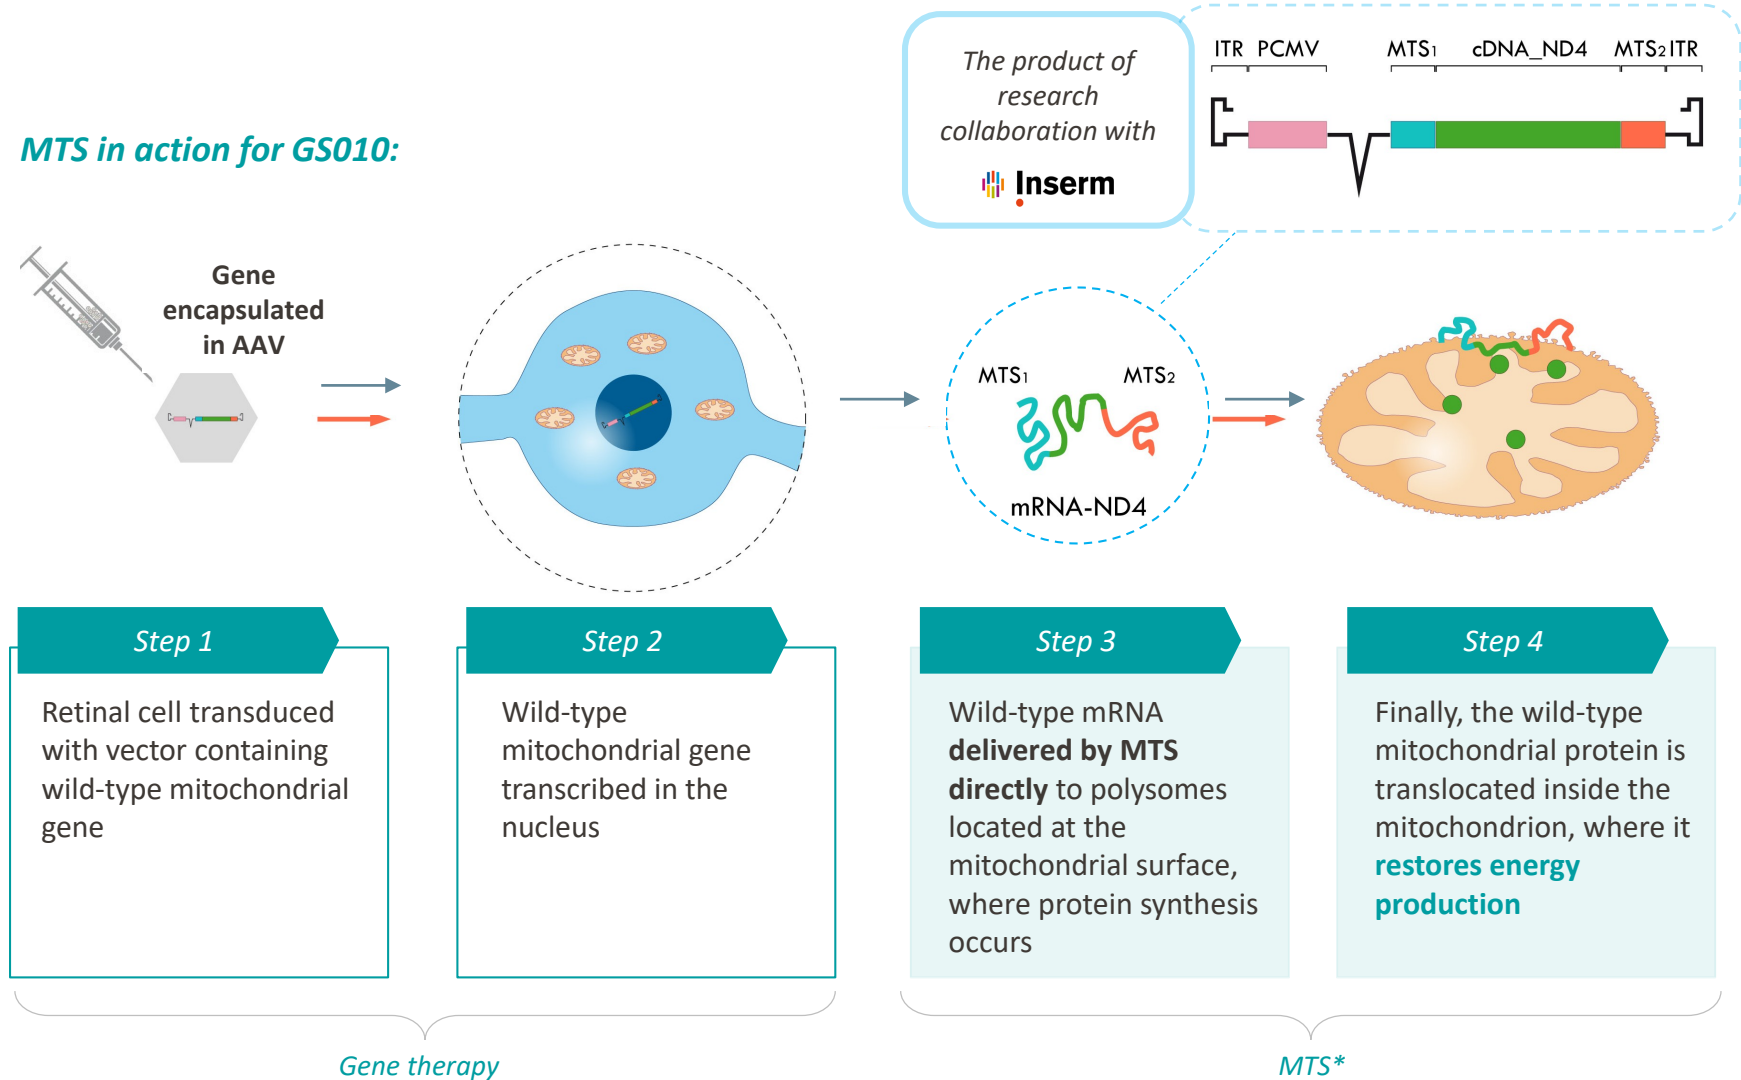 MTS in action for GS010:
The product of
research
collaboration with
Inserm
ITR PCMV MTS1 cDNA_ND4 MTS2 ITR
Gene
encapsulated
in AAV
MTS1 MTS2
mRNA-ND4
Step 1
Retinal cell transduced
with vector containing
wild-type mitochondrial
gene
Step 2
Wild-type
mitochondrial gene
transcribed in the
nucleus
Step 3
Wild-type mRNA
delivered by MTS
directly to polysomes
located at the
mitochondrial surface,
where protein synthesis
occurs
Step 4
Finally, the wild-type
mitochondrial protein is
translocated inside the
mitochondrion, where it
restores energy
production
Gene therapy
MTS*